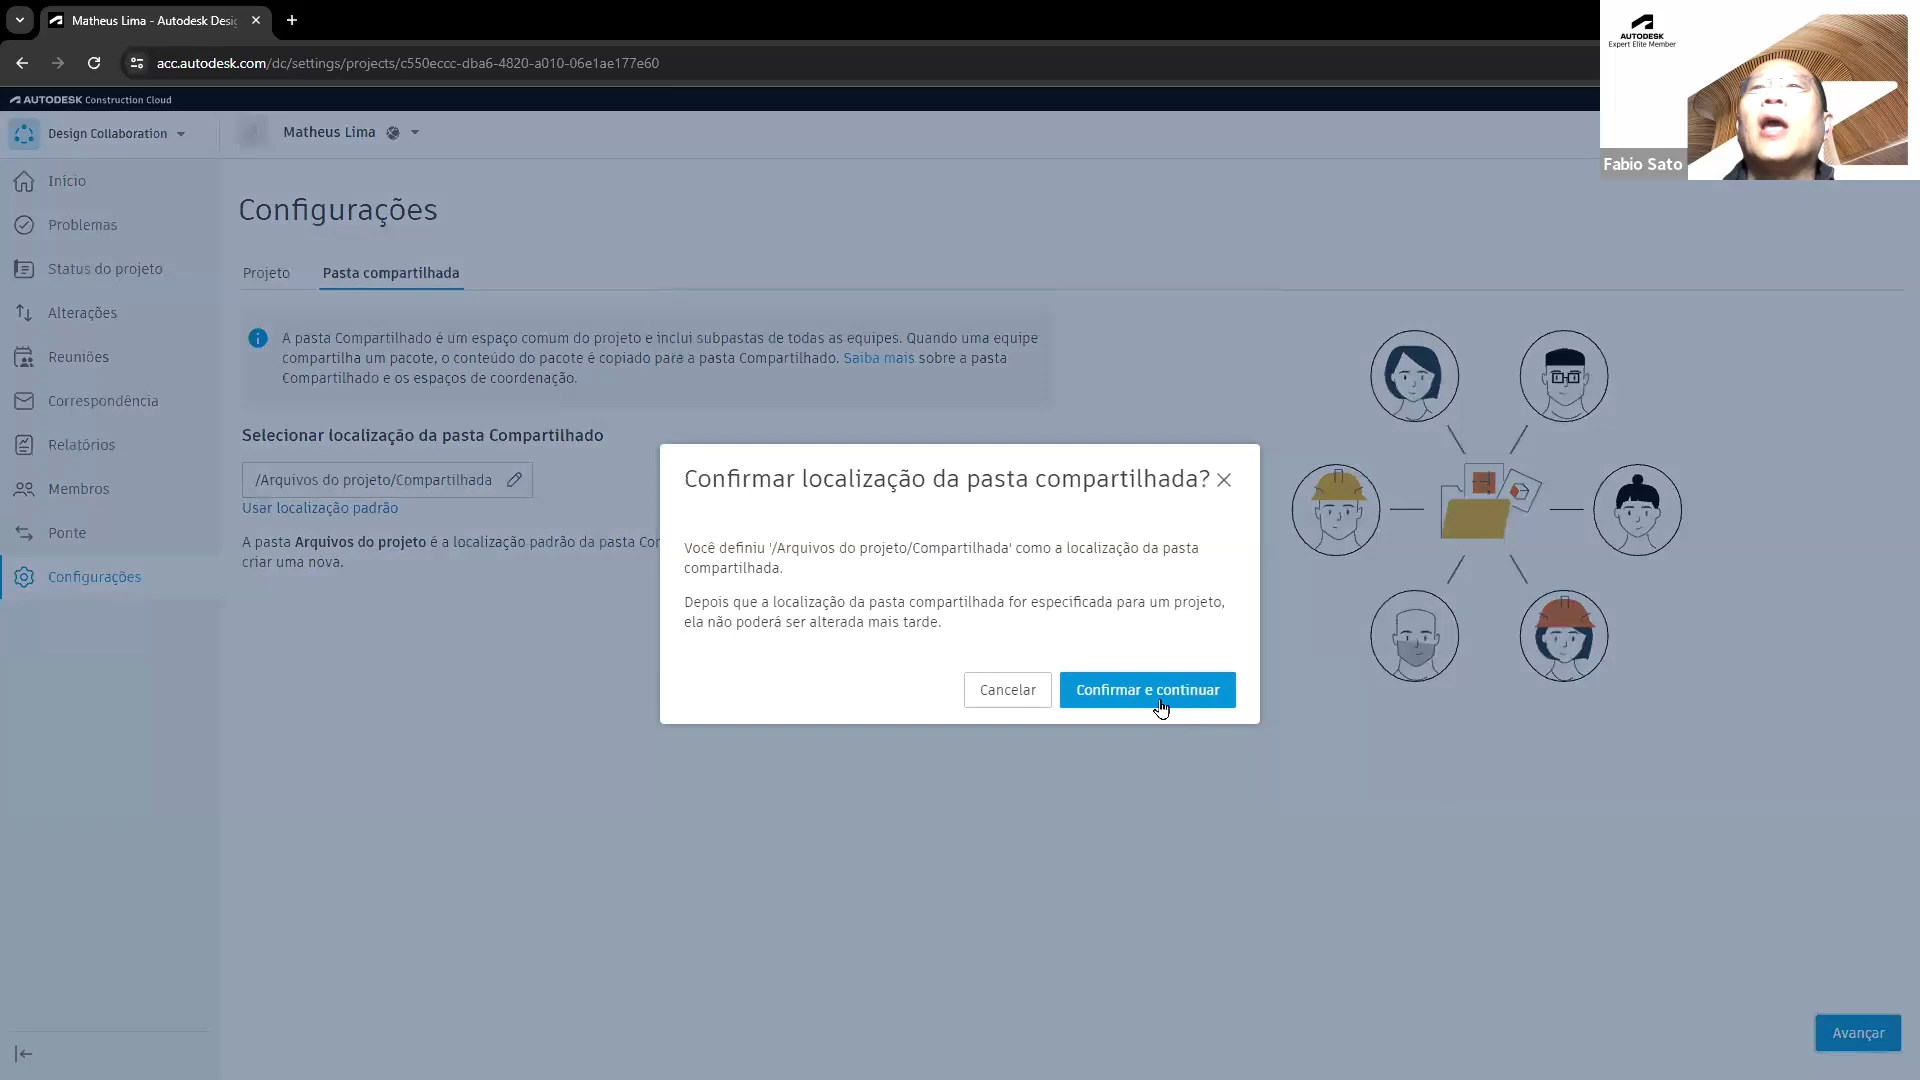 Matheus Lima - Autodesk Desig
acc.autodesk.com/dc/settings/projects/c550eccc-dba6-4820-a010-06e1ae177e60
AUTODESK
Expert Elite Member
Fabio Sato
AUTODESK Construction Cloud
Design Collaboration
Matheus Lima
Início
Problemas
Status do projeto
Alterações
Reuniões
Correspondência
Relatórios
Membros
Ponte
Configurações
Configurações
Projeto
Pasta compartilhada
A pasta Compartilhado é um espaço comum do projeto e inclui subpastas de todas as equipes. Quando uma equipe
compartilha um pacote, o conteúdo do pacote é copiado para a pasta Compartilhado. Saiba mais sobre a pasta
Compartilhado e os espaços de coordenação.
Selecionar localização da pasta Compartilhado
/Arquivos do projeto/Compartilhada
Usar localização padrão
A pasta Arquivos do projeto é a localização padrão da pasta Cor
criar uma nova.
Confirmar localização da pasta compartilhada?
Você definiu '/Arquivos do projeto/Compartilhada' como a localização da pasta
compartilhada.
Depois que a localização da pasta compartilhada for especificada para um projeto,
ela não poderá ser alterada mais tarde.
Cancelar
Confirmar e continuar
Avançar